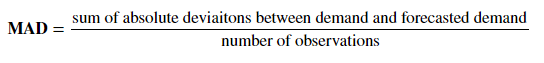 sum of absolute deviaitons between demand and forecasted demand
MAD =
number of observations